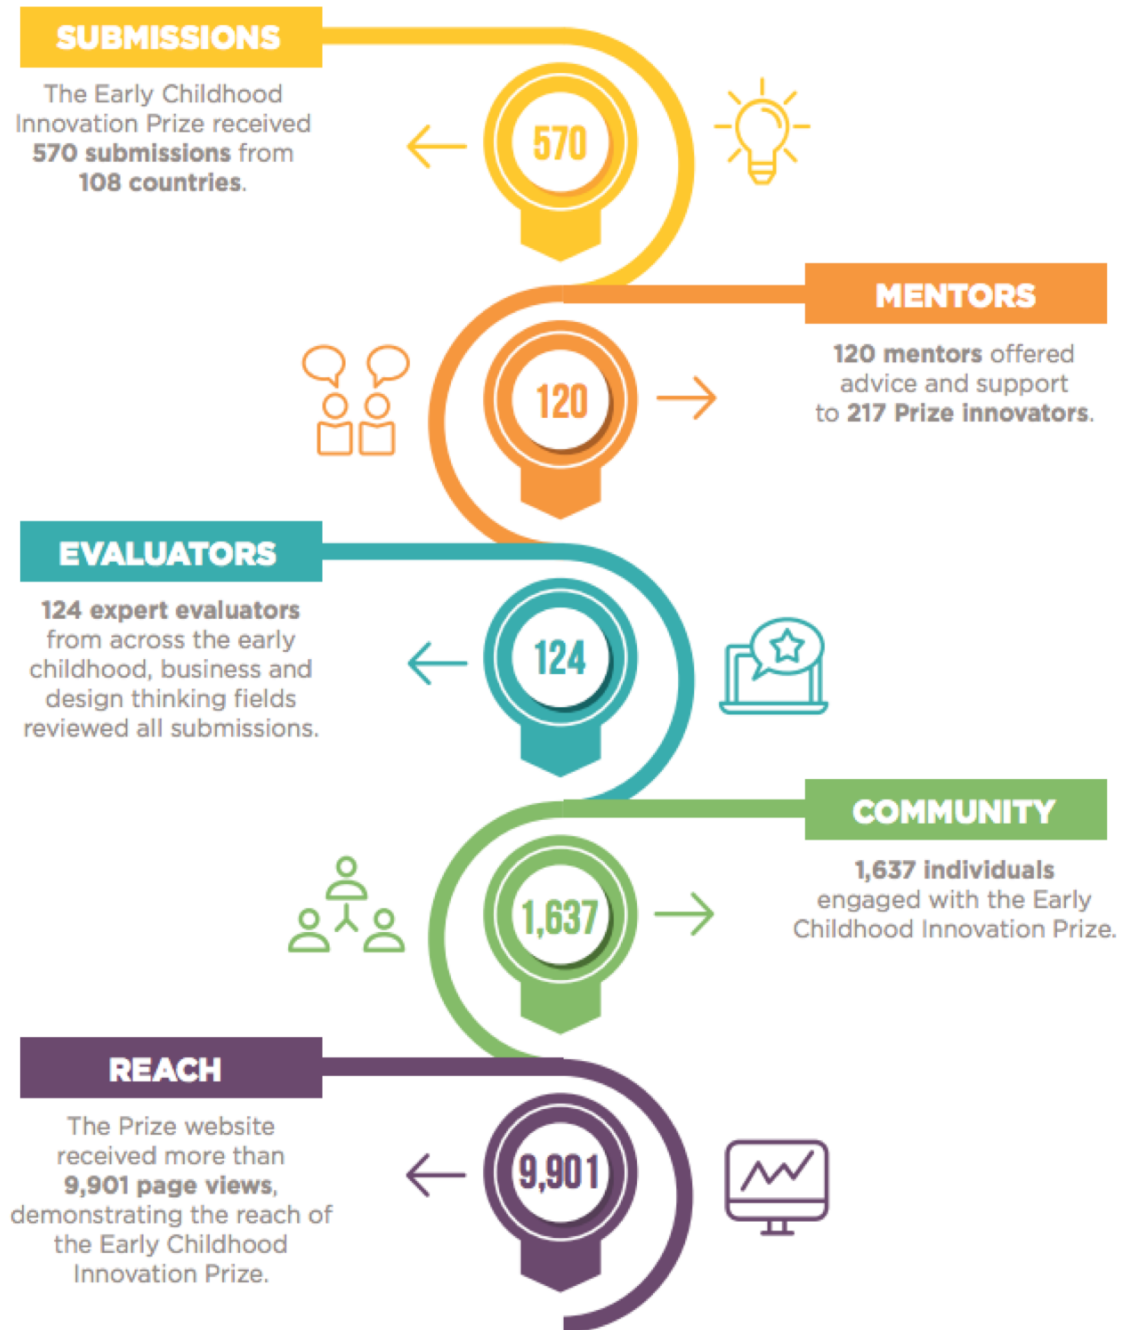 SUBMISSIONS
The Early Childhood
Innovation Prize received
570 submissions from
108 countries.
570
MENTORS
120 mentors offered
advice and support
to 217 Prize innovators.
120
EVALUATORS
124 expert evaluators
from across the early
childhood, business and
design thinking fields
reviewed all submissions.
124
COMMUNITY
1,637 individuals
engaged with the Early
Childhood Innovation Prize.
1,637
REACH
The Prize website
received more than
9,901 page views,
demonstrating the reach of
the Early Childhood
Innovation Prize.
9,901